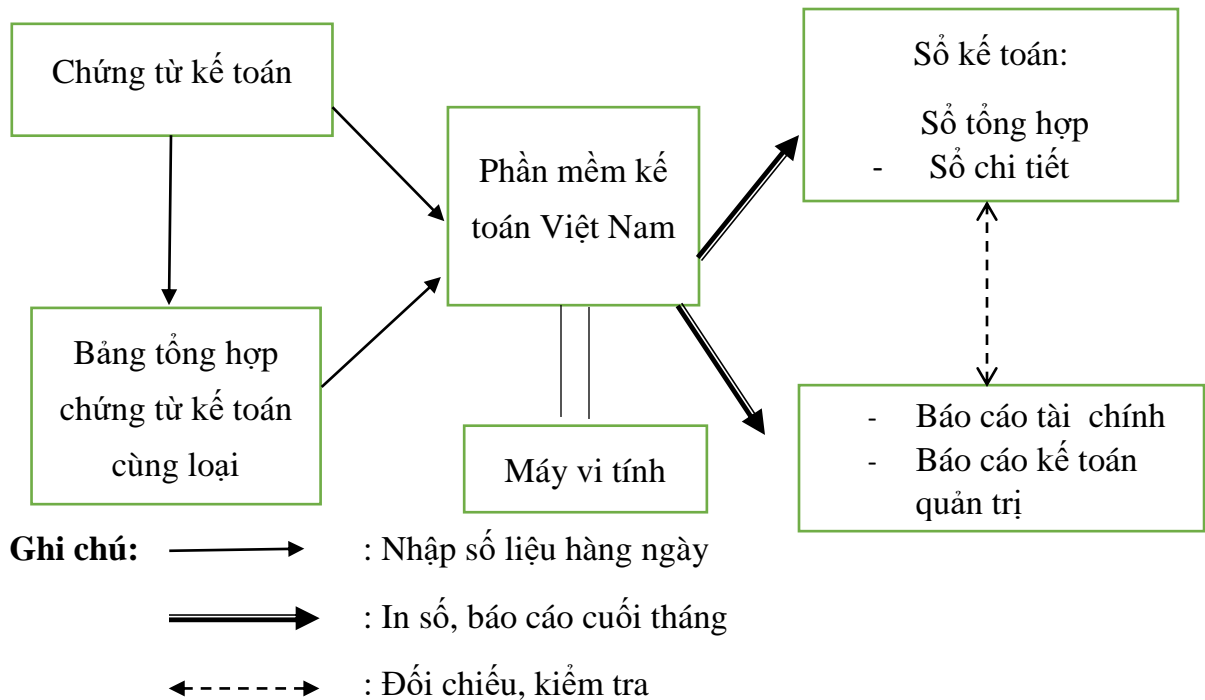 Chứng từ kế toán
Bảng tổng hợp
chứng từ kế toán
cùng loại
Phần mềm kế
toán Việt Nam
Máy vi tính
Sổ kế toán:
Sổ tổng hợp
- Sổ chi tiết
- Báo cáo tài chính
- Báo cáo kế toán
quản trị
Ghi chú:
: Nhập số liệu hàng ngày
: In số, báo cáo cuối tháng
: Đối chiếu, kiểm tra